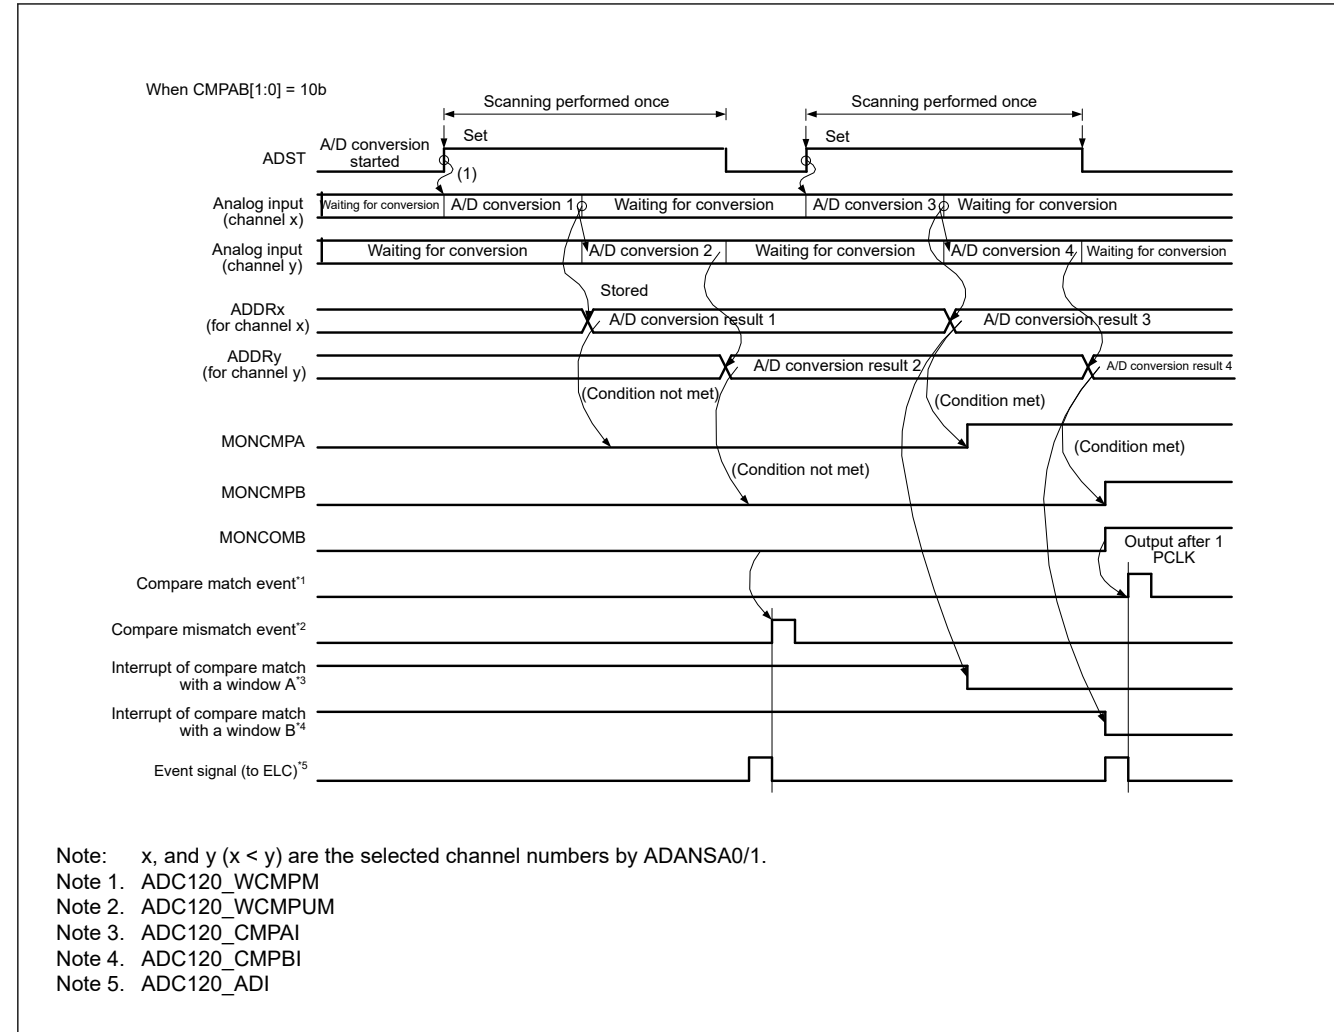 When CMPAB[1:0] = 10b
Scanning performed once
Scanning performed once
ADST
A/D conversion
started
Set
Set
(1)
Analog input
(channel x)
Waiting for conversion
A/D conversion 1
Waiting for conversion
A/D conversion 3
Waiting for conversion
Analog input
(channel y)
Waiting for conversion
A/D conversion 2
Waiting for conversion
A/D conversion 4
Waiting for conversion
Stored
ADDRx
(for channel x)
A/D conversion result 1
A/D conversion result 3
ADDRy
(for channel y)
A/D conversion result 2
A/D conversion result 4
(Condition not met)
(Condition met)
MONCMPA
(Condition met)
(Condition not met)
MONCMPB
MONCOMB
Output after 1
PCLK
Compare match event*1
Compare mismatch event*2
Interrupt of compare match
with a window A*3
Interrupt of compare match
with a window B*4
Event signal (to ELC)*5
Note: x, and y (x < y) are the selected channel numbers by ADANSA0/1.
Note 1. ADC120_WCMPM
Note 2. ADC120_WCMPUM
Note 3. ADC120_CMPAI
Note 4. ADC120_CMPBI
Note 5. ADC120_ADI